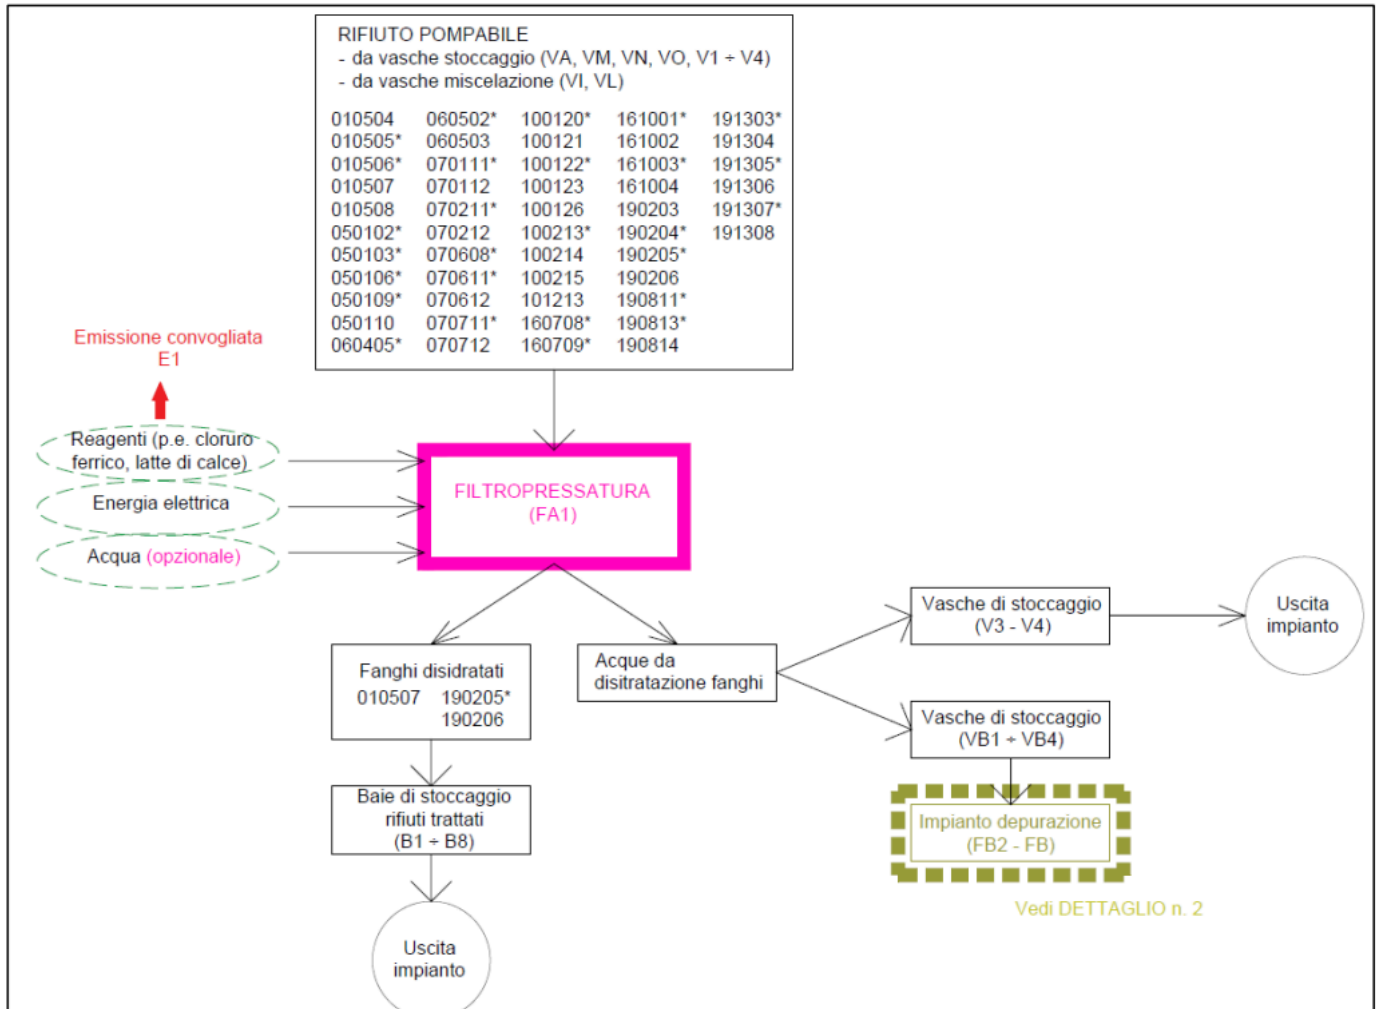 RIFIUTO POMPABILE
- da vasche stoccaggio (VA, VM, VN, VO, V1 ÷ V4)
- da vasche miscelazione (VI, VL)
010504 060502* 100120* 161001* 191303*
010505* 060503 100121 161002 191304
010506* 070111* 100122* 161003* 191305*
010507 070112 100123 161004 191306
010508 070211* 100126 190203 191307*
050102* 070212 100213* 190204* 191308
050103* 070608* 100214 190205*
050106* 070611* 100215 190206
050109* 070612 101213 190811*
050110 070711* 160708* 190813*
060405* 070712 160709* 190814
Emissione convogliata
E1
Reagenti (p.e. cloruro
ferrico, latte di calce)
Energia elettrica
Acqua (opzionale)
FILTROPRESSATURA
(FA1)
Fanghi disidratati
010507 190205*
190206
Acque da
disitratazione fanghi
Vasche di stoccaggio
(V3 - V4)
Uscita
impianto
Vasche di stoccaggio
(VB1 ÷ VB4)
Impianto depurazione
(FB2 - FB)
Vedi DETTAGLIO n. 2
Baie di stoccaggio
rifiuti trattati
(B1 ÷ B8)
Uscita
impianto